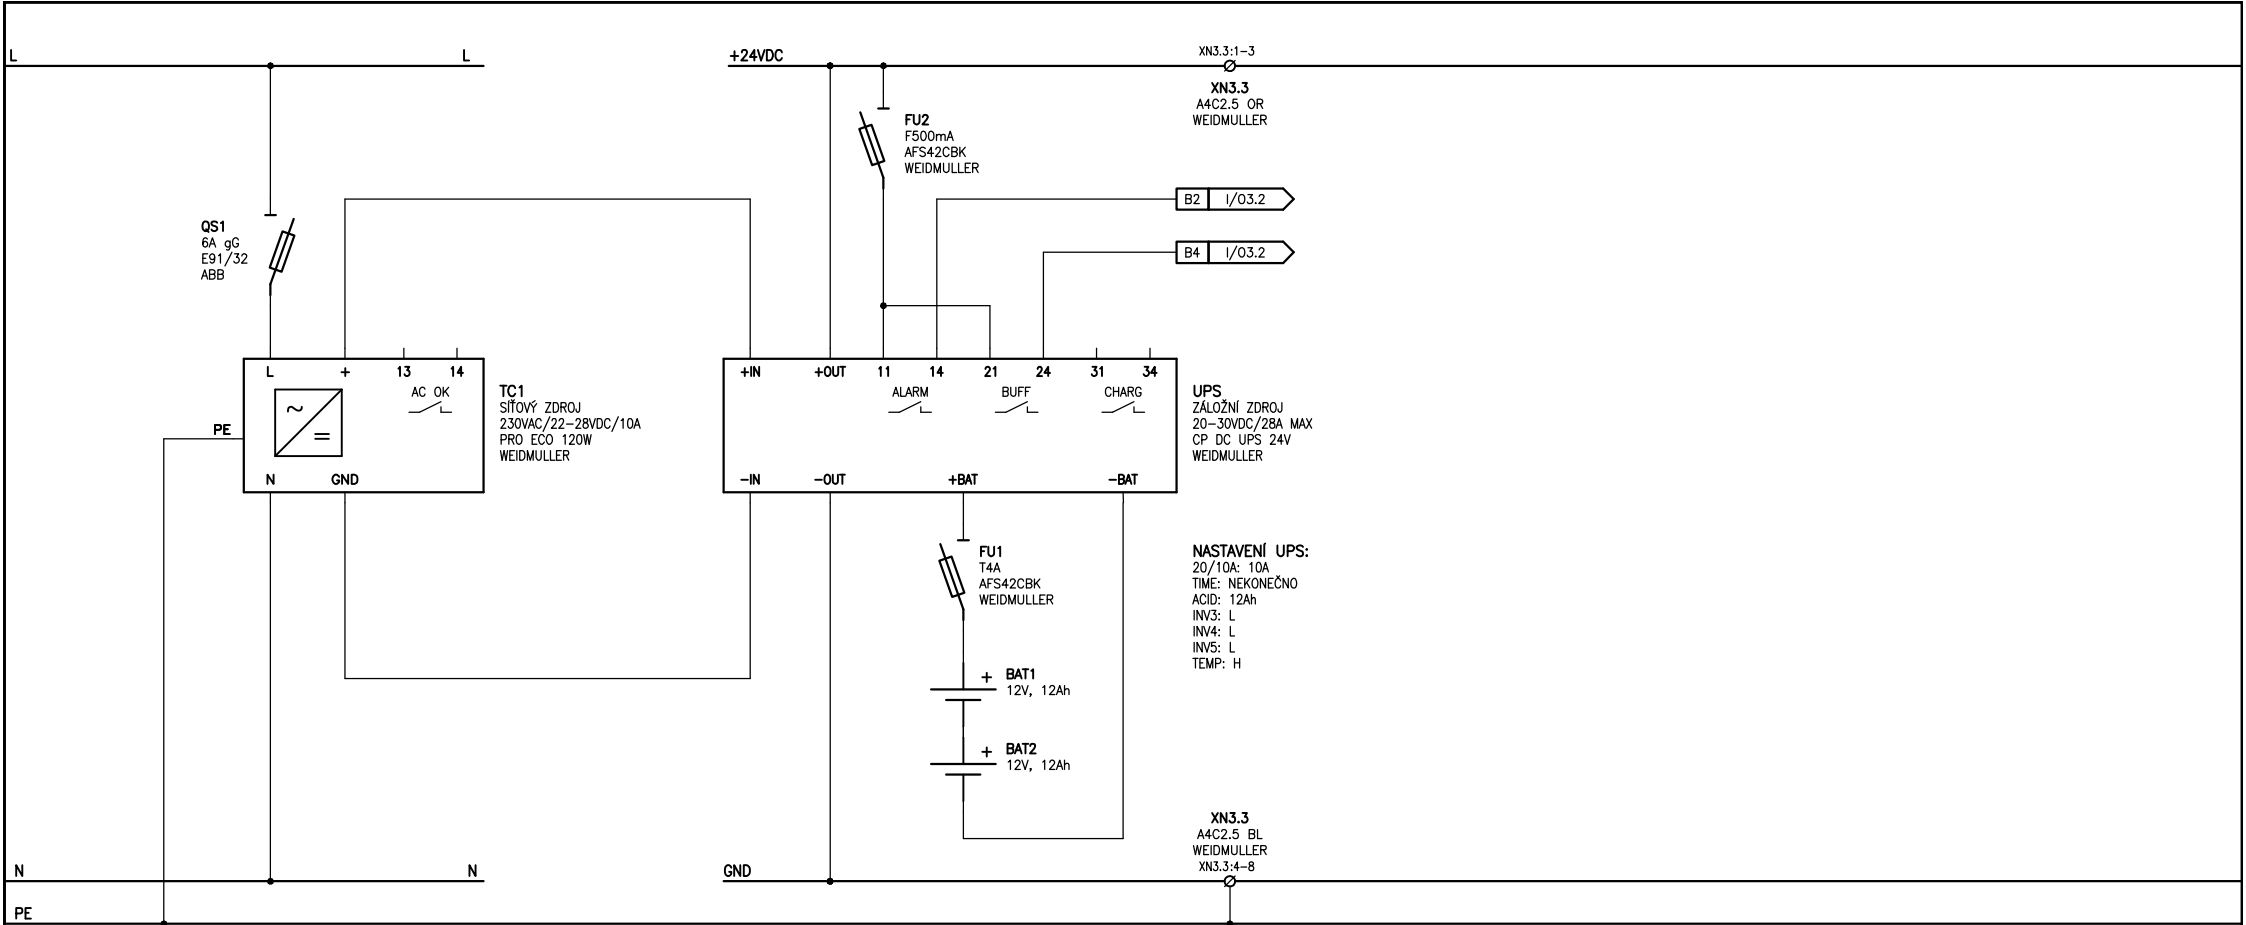 L
L
+24VDC
XN3.3:1-3
XN3.3
A4C2.5 OR
WEIDMULLER
FU2
F500mA
AFS42CBK
WEIDMULLER
B2 I/O3.2
QS1
6A gG
E91/32
ABB
B4 I/O3.2
L + 13 14
AC OK
~
=
PE
N GND
TC1
SÍŤOVÝ ZDROJ
230VAC/22-28VDC/10A
PRO ECO 120W
WEIDMULLER
+IN +OUT 11 14 21 24 31 34
ALARM BUFF CHARG
-IN -OUT +BAT -BAT
UPS
ZÁLOŽNÍ ZDROJ
20-30VDC/28A MAX
CP DC UPS 24V
WEIDMULLER
FU1
T4A
AFS42CBK
WEIDMULLER
NASTAVENÍ UPS:
20/10A: 10A
TIME: NEKONEČNO
ACID: 12Ah
INV3: L
INV4: L
INV5: L
TEMP: H
+ BAT1
12V, 12Ah
+ BAT2
12V, 12Ah
XN3.3
A4C2.5 BL
WEIDMULLER
XN3.3:4-8
N
N
GND
PE